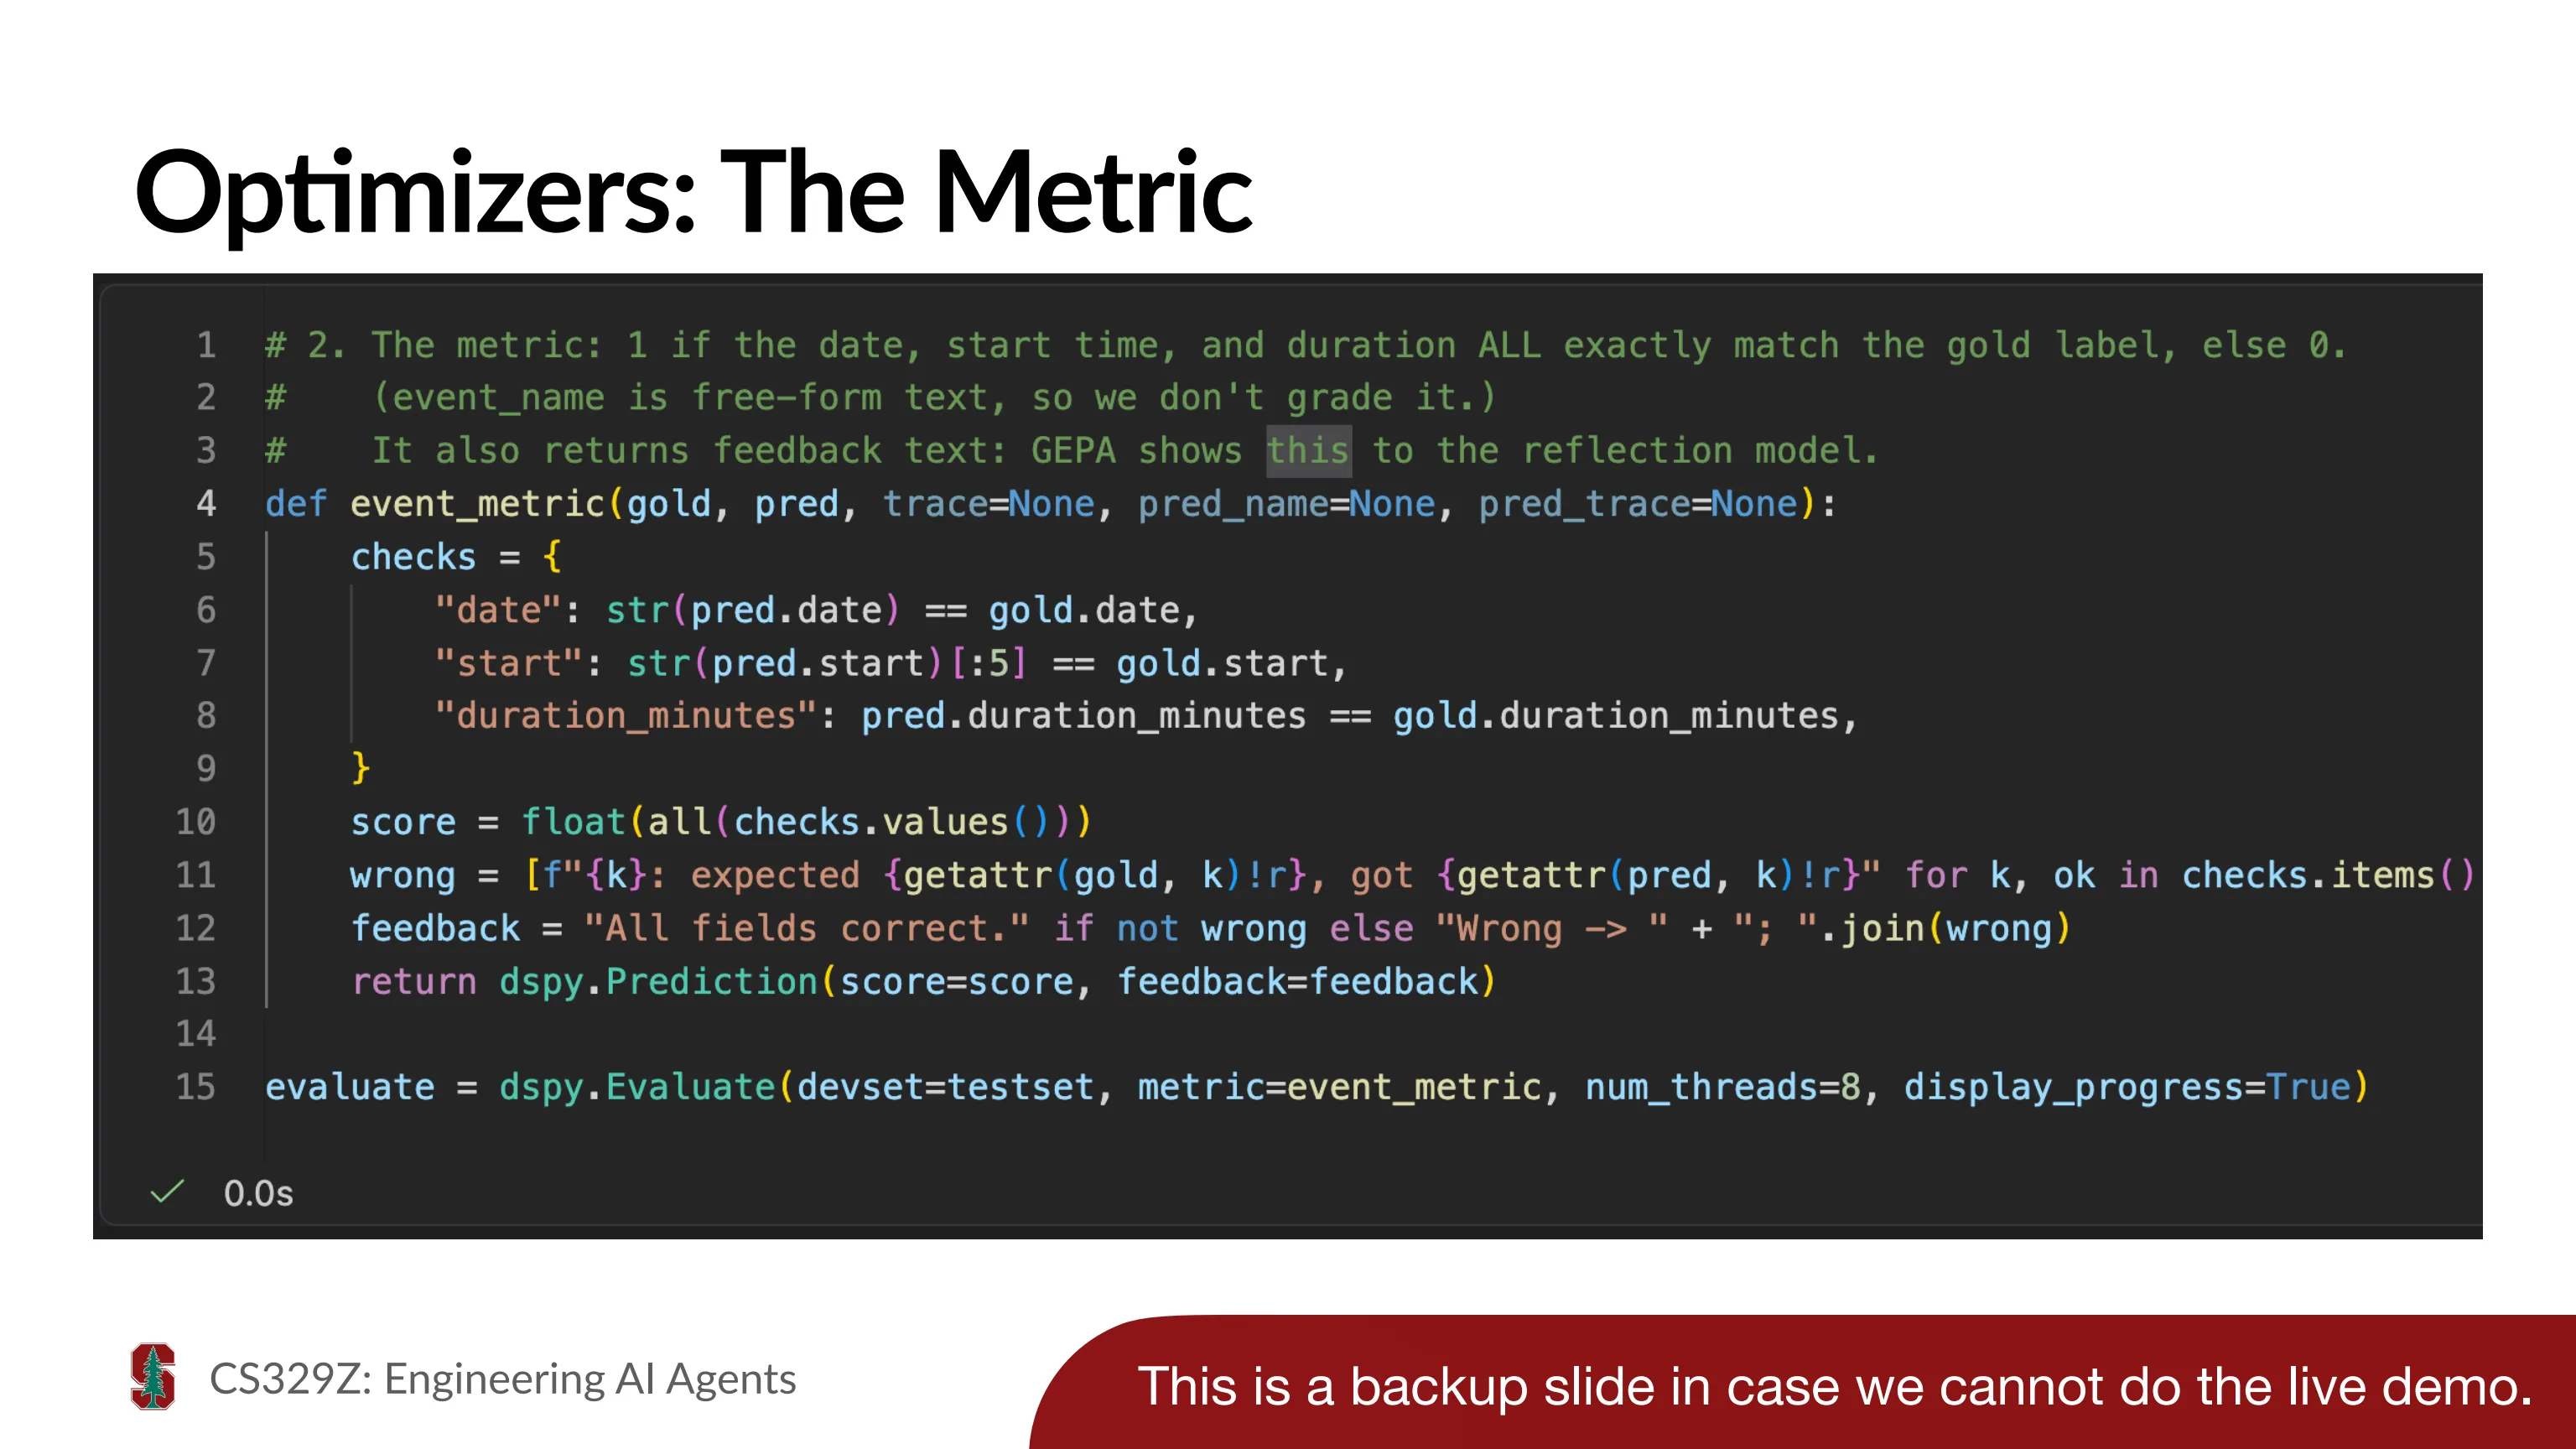 Optimizers: The Metric
1 # 2. The metric: 1 if the date, start time, and duration ALL exactly match the gold label, else 0.
2 #    (event_name is free-form text, so we don't grade it.)
3 #    It also returns feedback text: GEPA shows this to the reflection model.
4 def event_metric(gold, pred, trace=None, pred_name=None, pred_trace=None):
5     checks = {
6         "date": str(pred.date) == gold.date,
7         "start": str(pred.start)[:5] == gold.start,
8         "duration_minutes": pred.duration_minutes == gold.duration_minutes,
9     }
10     score = float(all(checks.values()))
11     wrong = [f"{k}: expected {getattr(gold, k)!r}, got {getattr(pred, k)!r}" for k, ok in checks.items()
12     feedback = "All fields correct." if not wrong else "Wrong -> " + "; ".join(wrong)
13     return dspy.Prediction(score=score, feedback=feedback)
14
15 evaluate = dspy.Evaluate(devset=testset, metric=event_metric, num_threads=8, display_progress=True)
0.0s
CS329Z: Engineering AI Agents
This is a backup slide in case we cannot do the live demo.